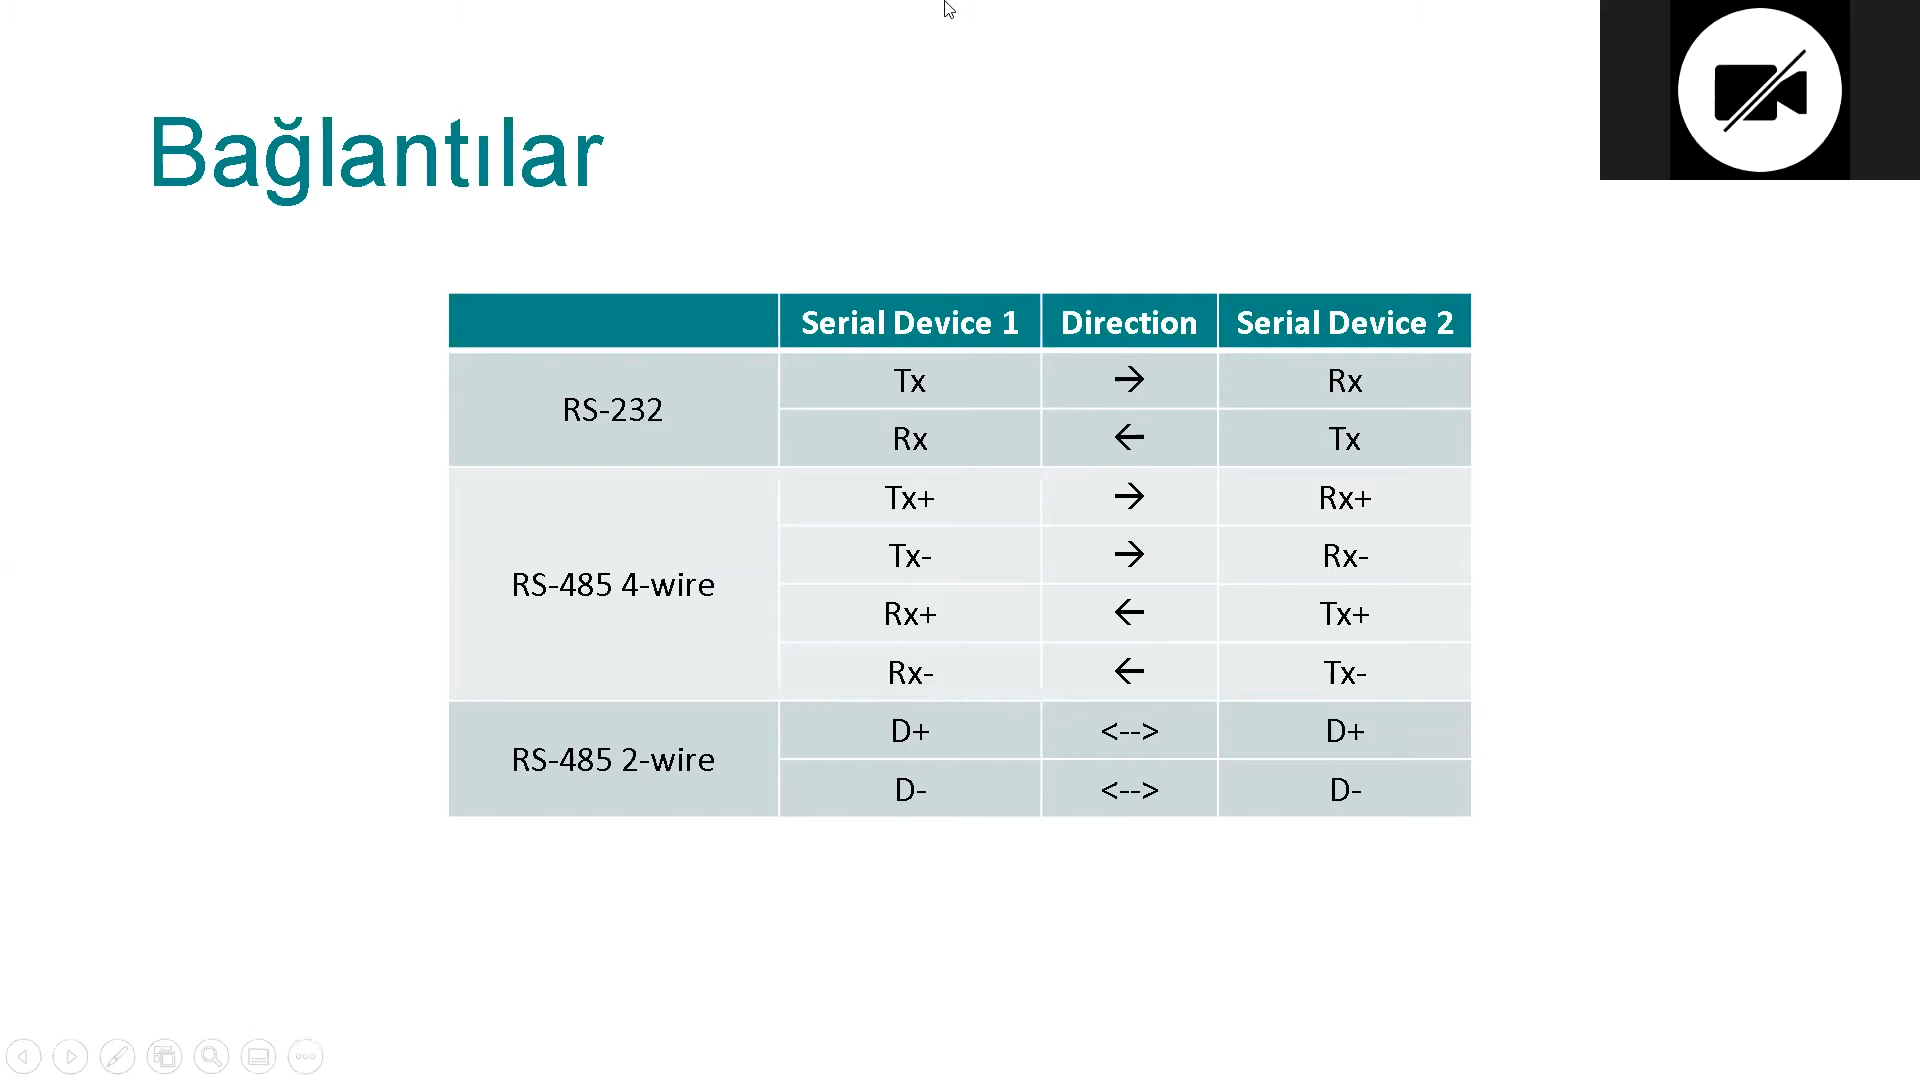 Bağlantılar
Serial Device 1 Direction Serial Device 2
RS-232
Tx → Rx
Rx ← Tx
RS-485 4-wire
Tx+ → Rx+
Tx- → Rx-
Rx+ ← Tx+
Rx- ← Tx-
RS-485 2-wire
D+ <--> D+
D- <--> D-